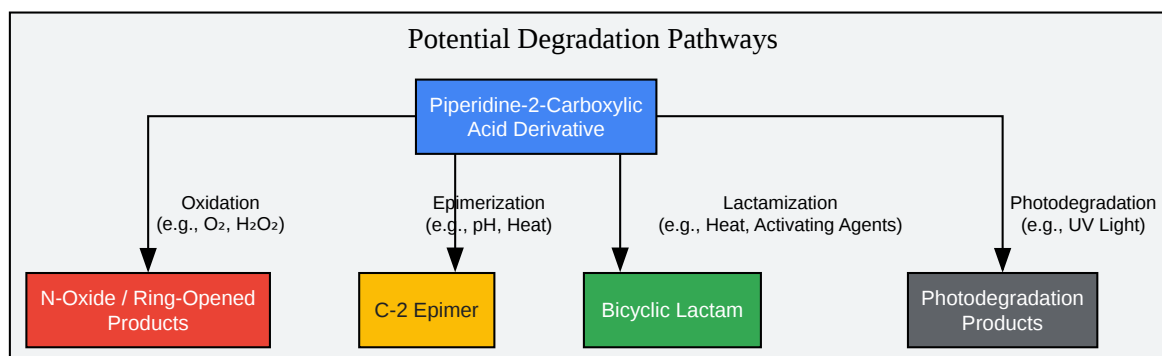 Potential Degradation Pathways
Piperidine-2-Carboxylic
Acid Derivative
Oxidation
(e.g., O₂, H₂O₂)
Epimerization
(e.g., pH, Heat)
Lactamization
(e.g., Heat, Activating Agents)
Photodegradation
(e.g., UV Light)
N-Oxide / Ring-Opened
Products
C-2 Epimer
Bicyclic Lactam
Photodegradation
Products